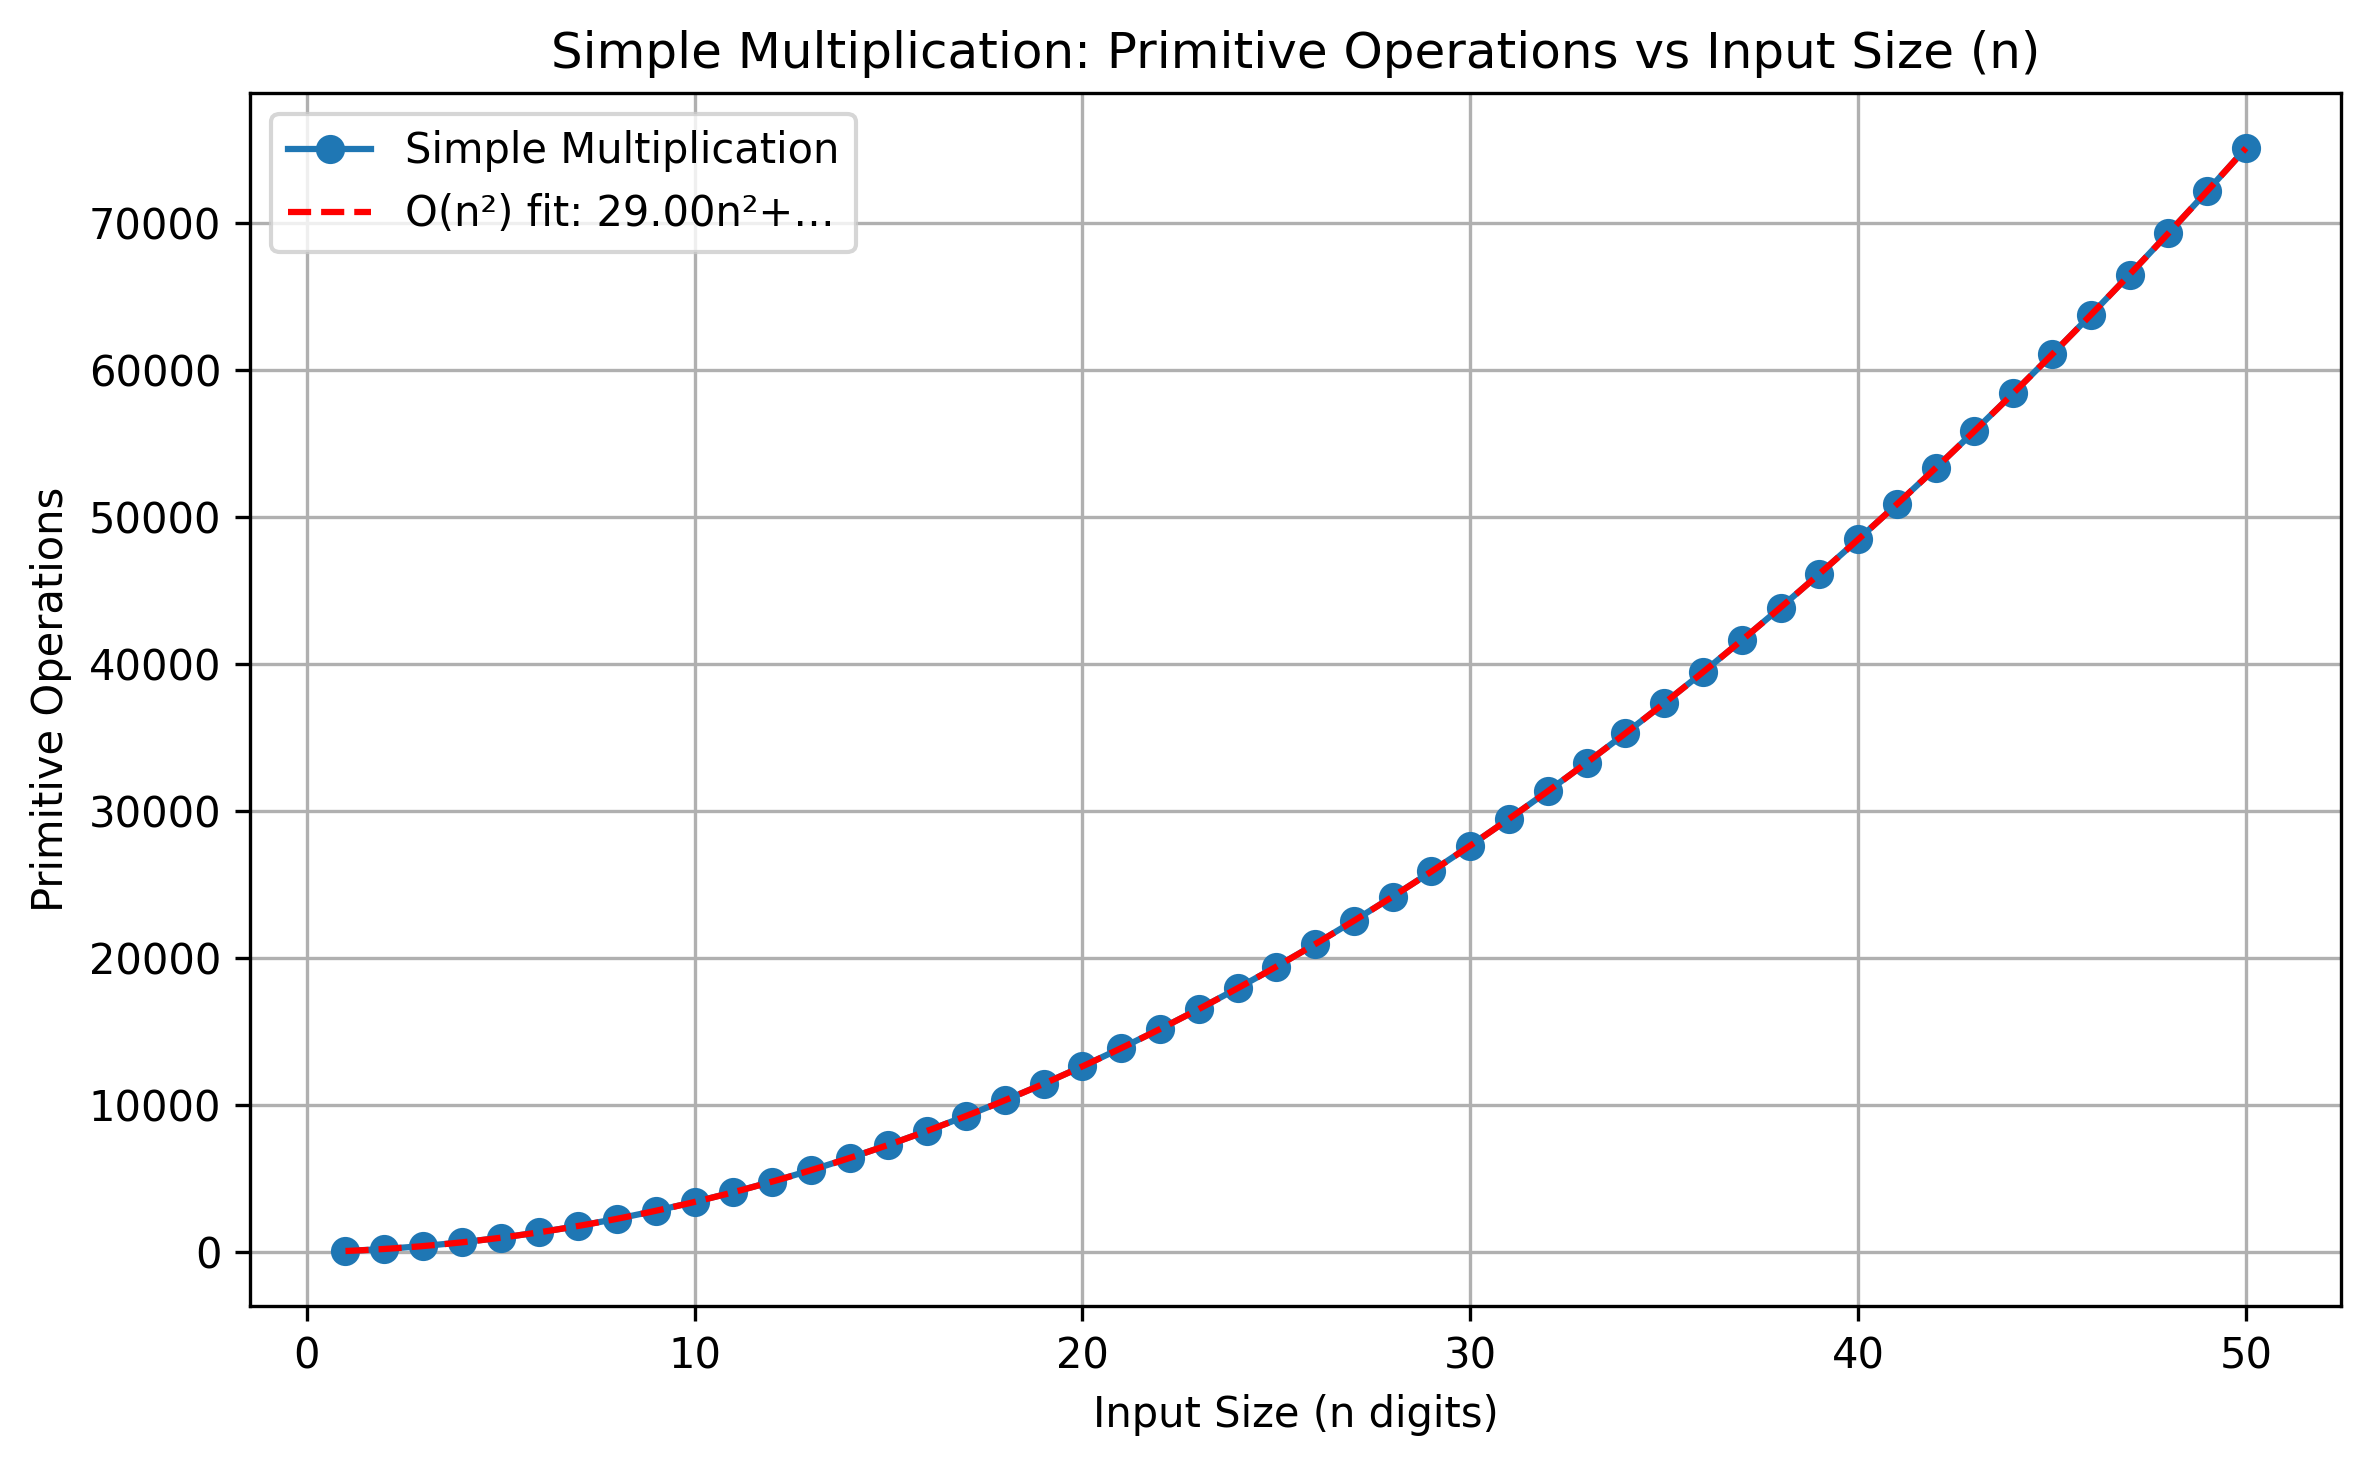 Simple Multiplication: Primitive Operations vs Input Size (n)
Simple Multiplication
O(n²) fit: 29.00n²+...
Primitive Operations
70000
60000
50000
40000
30000
20000
10000
0
0 10 20 30 40 50
Input Size (n digits)